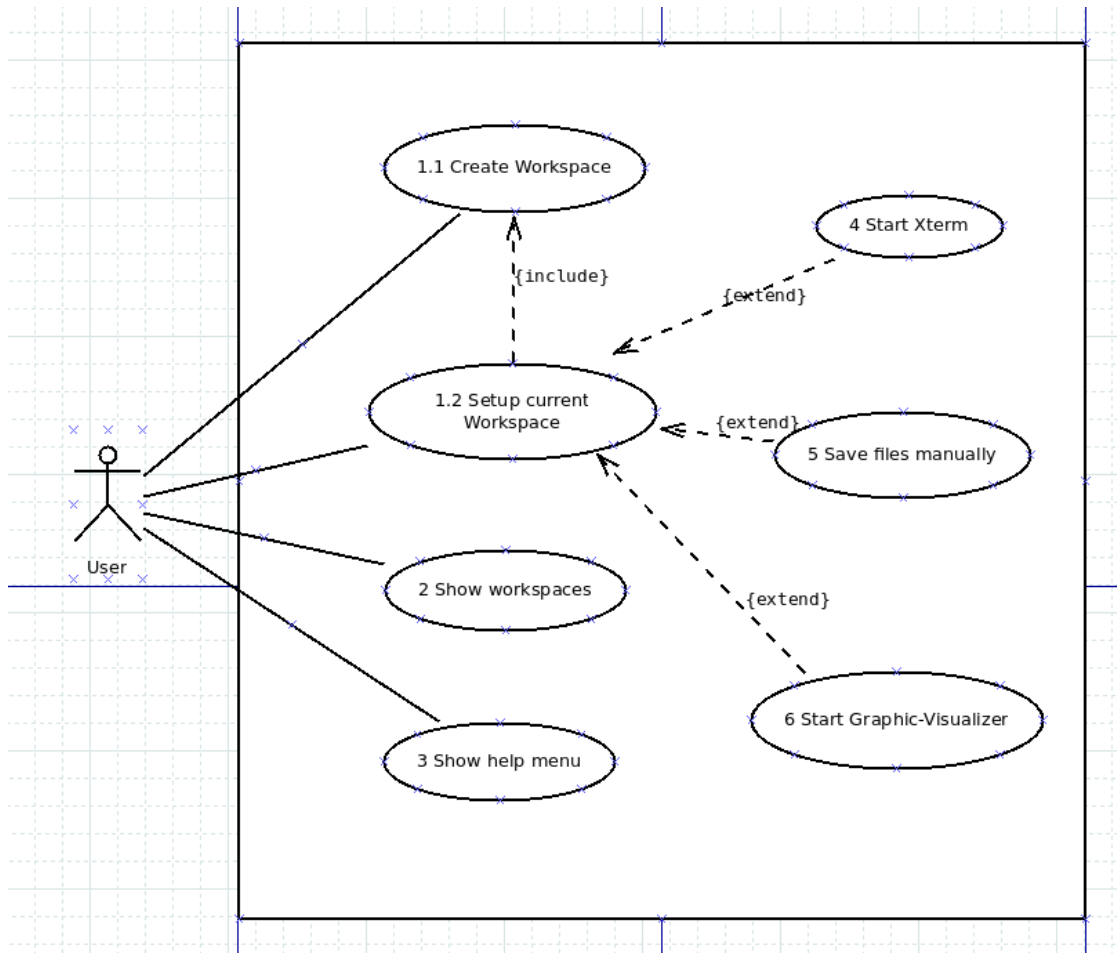 1.1 Create Workspace
4 Start Xterm
{include}
{extend}
1.2 Setup current
Workspace
{extend}
5 Save files manually
User
2 Show workspaces
{extend}
6 Start Graphic-Visualizer
3 Show help menu